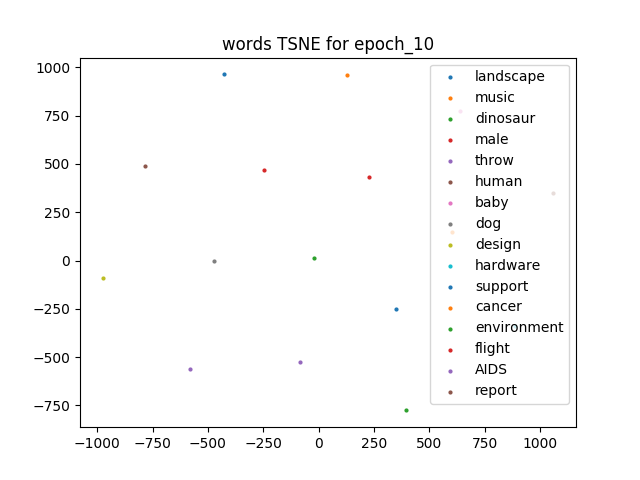 words TSNE for epoch_10
1000
750
500
250
0
−250
−500
−750
−1000
−750
−500
−250
0
250
500
750
1000
landscape
music
dinosaur
male
throw
human
baby
dog
design
hardware
support
cancer
environment
flight
AIDS
report